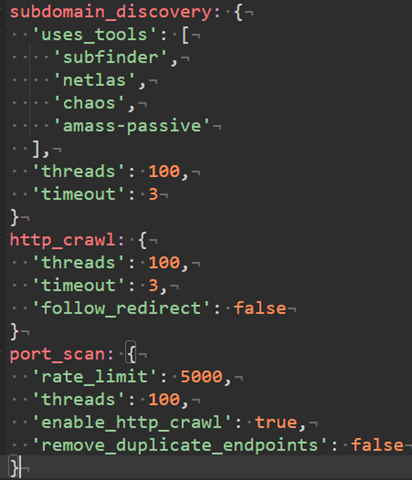 subdomain_discovery: {
  'uses_tools': [
    'subfinder',
    'netlas',
    'chaos',
    'amass-passive'
  ],
  'threads': 100,
  'timeout': 3
}
http_crawl: {
  'threads': 100,
  'timeout': 3,
  'follow_redirect': false
}
port_scan: {
  'rate_limit': 5000,
  'threads': 100,
  'enable_http_crawl': true,
  'remove_duplicate_endpoints': false
}